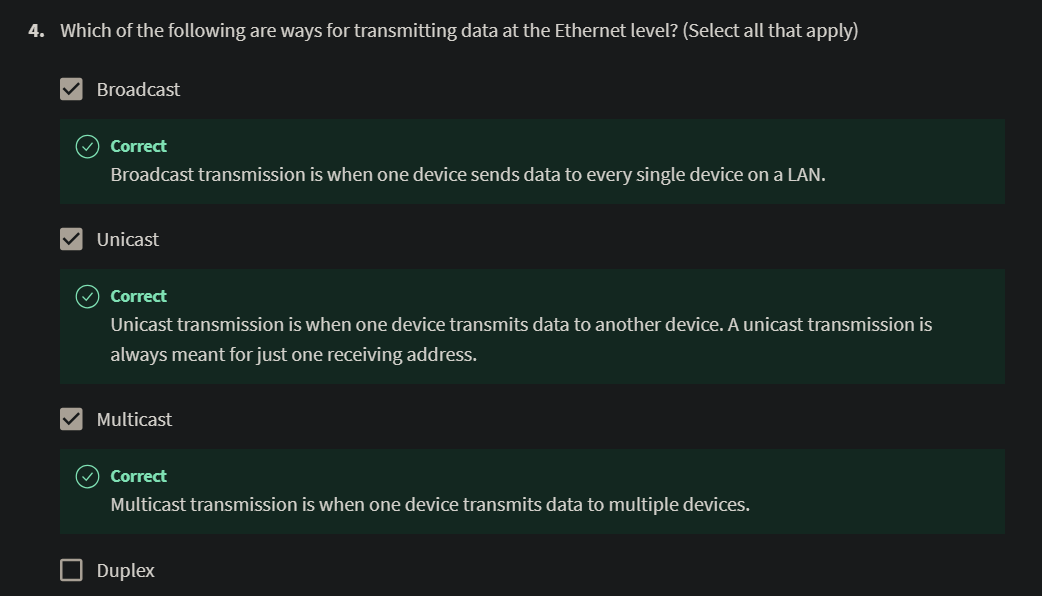 4. Which of the following are ways for transmitting data at the Ethernet level? (Select all that apply)
Broadcast
Correct
Broadcast transmission is when one device sends data to every single device on a LAN.
Unicast
Correct
Unicast transmission is when one device transmits data to another device. A unicast transmission is
always meant for just one receiving address.
Multicast
Correct
Multicast transmission is when one device transmits data to multiple devices.
Duplex